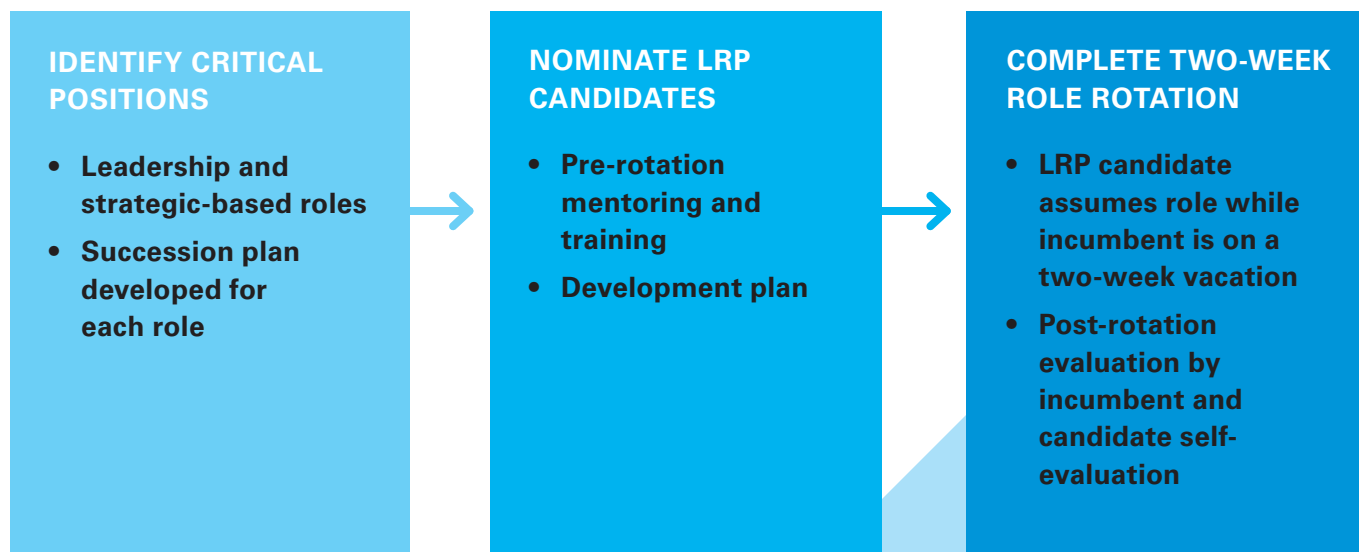 IDENTIFY CRITICAL
POSITIONS
• Leadership and
strategic-based roles
• Succession plan
developed for
each role
NOMINATE LRP
CANDIDATES
• Pre-rotation
mentoring and
training
• Development plan
COMPLETE TWO-WEEK
ROLE ROTATION
• LRP candidate
assumes role while
incumbent is on a
two-week vacation
• Post-rotation
evaluation by
incumbent and
candidate self-
evaluation